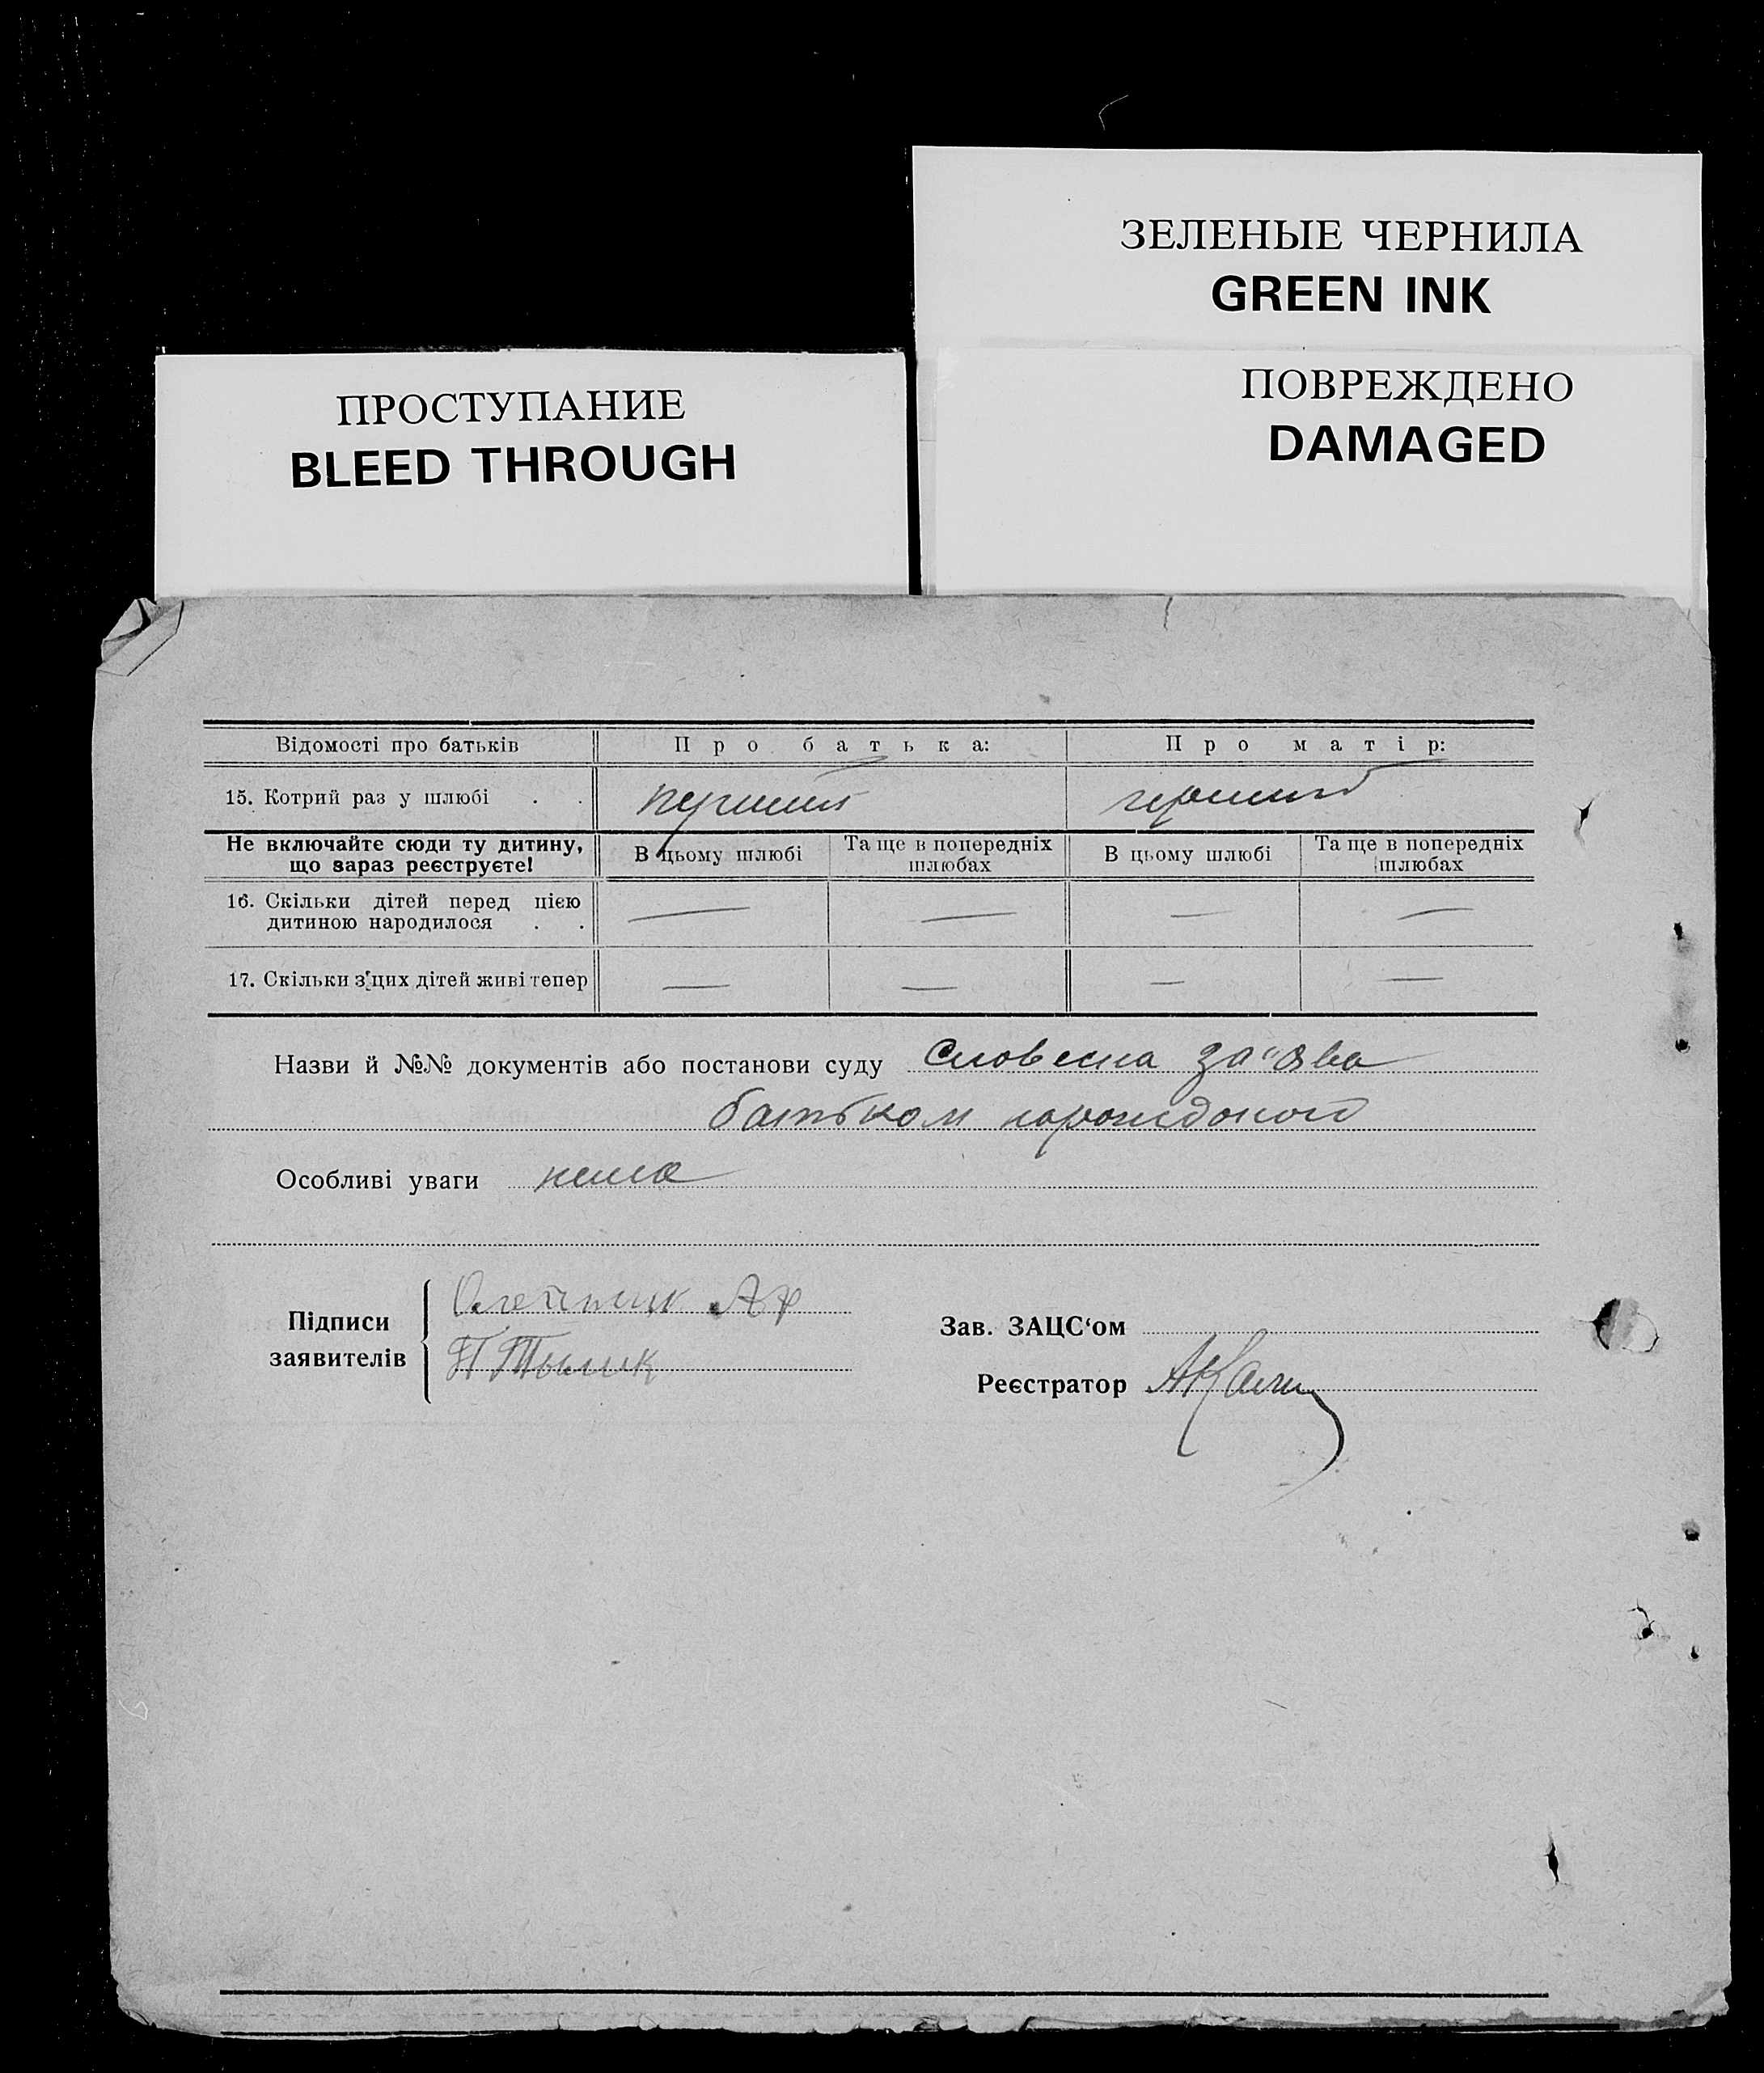 ЗЕЛЕНЫЕ ЧЕРНИЛА
GREEN INK
ПОВРЕЖДЕНО
DAMAGED
ПРОСТУПАНИЕ
BLEED THROUGH
Відомості про батьків Про батька: Про матір:
15. Котрий раз у шлюбі . . перший перший
Не включайте сюди ту дитину, що зараз реєструєте! В цьому шлюбі Та ще в попередніх шлюбах В цьому шлюбі Та ще в попередніх шлюбах
16. Скільки дітей перед цією
дитиною народилося . . — — — —
17. Скільки з цих дітей живі тепер — — — —
Назви й №№ документів або постанови суду Словесна за"ява
батьком
Особливі уваги нема
Підписи
заявителів
Олейник
Зав. ЗАЦС‘ом
Реєстратор